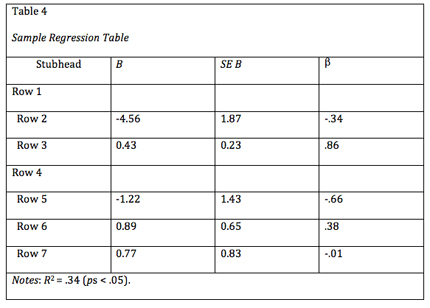 Table 4
Sample Regression Table
Stubhead B SE B β
Row 1
Row 2 -4.56 1.87 -.34
Row 3 0.43 0.23 .86
Row 4
Row 5 -1.22 1.43 -.66
Row 6 0.89 0.65 .38
Row 7 0.77 0.83 -.01
Notes: R² = .34 (ps < .05).